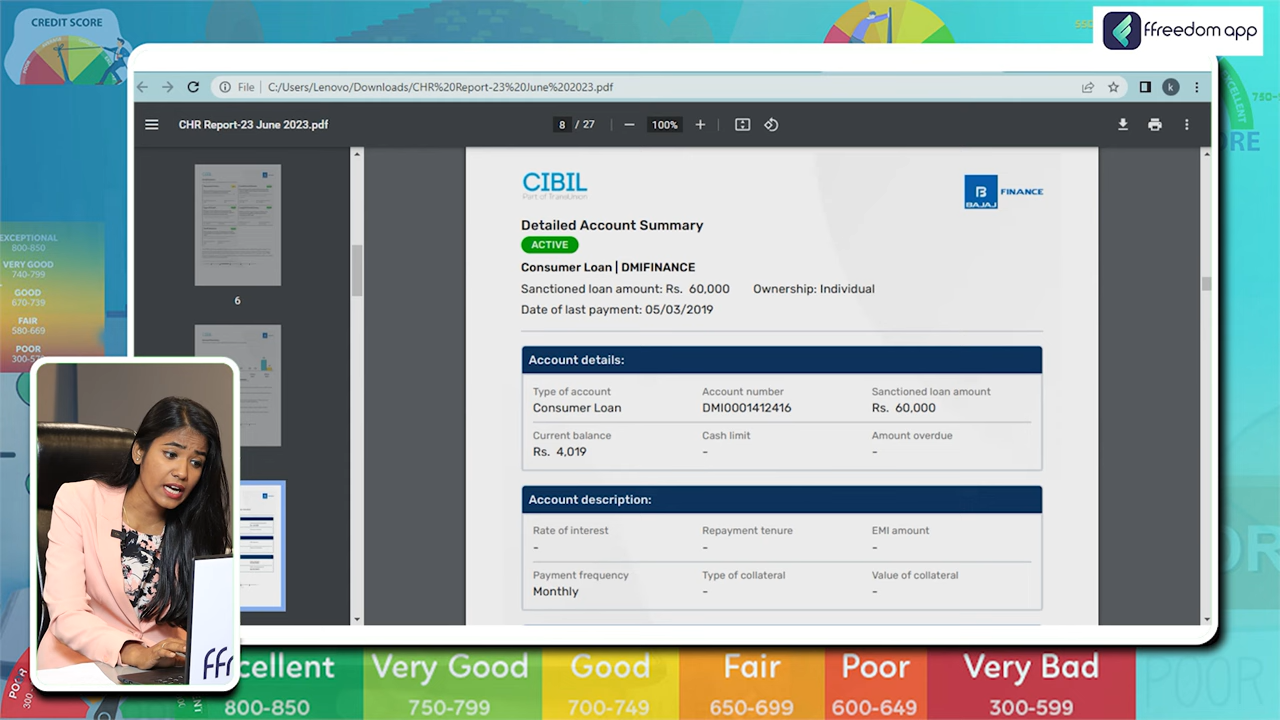 CREDIT SCORE
ffreedom app
File
C:/Users/Lenovo/Downloads/CHR%20Report-23%20June%202023.pdf
k
CHR Report-23 June 2023.pdf
8 / 27
100%
6
CIBIL
Part of TransUnion
BAJAJ
FINANCE
Detailed Account Summary
ACTIVE
Consumer Loan | DMIFINANCE
Sanctioned loan amount: Rs. 60,000 Ownership: Individual
Date of last payment: 05/03/2019
Account details:
Type of account Account number Sanctioned loan amount
Consumer Loan DMI0001412416 Rs. 60,000
Current balance Cash limit Amount overdue
Rs. 4,019 - -
Account description:
Rate of interest Repayment tenure EMI amount
- - -
Payment frequency Type of collateral Value of collateral
Monthly - -
EXCEPTIONAL
800-850
VERY GOOD
740-799
GOOD
670-739
FAIR
580-669
POOR
EXCELLENT
POOR
300
ffr
Very Good Good Fair Poor Very Bad
800-850 750-799 700-749 650-699 600-649 300-599
POOR